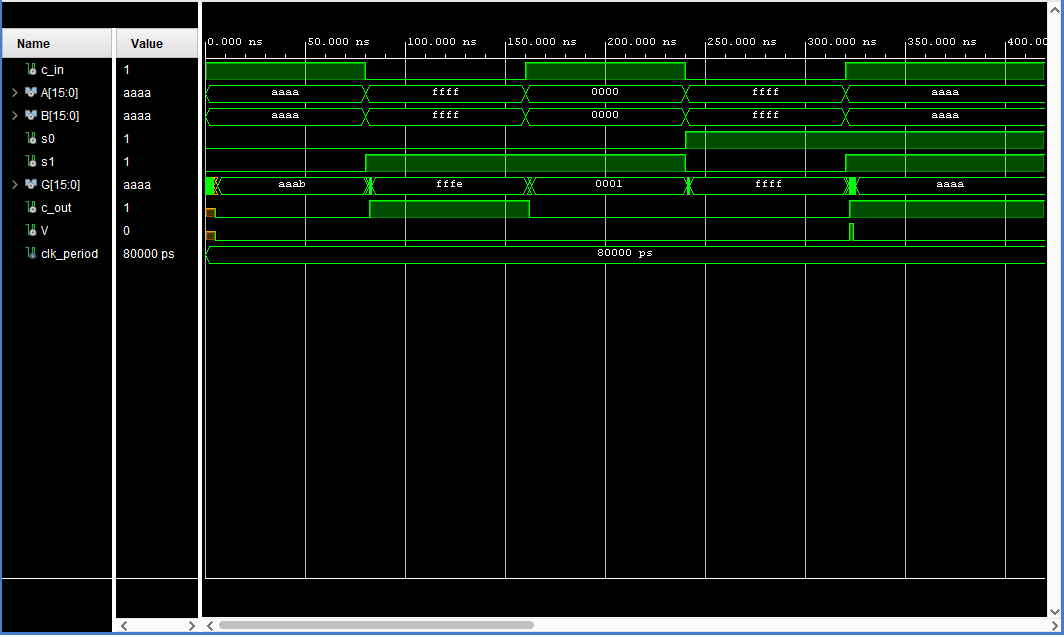 Name Value
0.000 ns 50.000 ns 100.000 ns 150.000 ns 200.000 ns 250.000 ns 300.000 ns 350.000 ns 400.00
c_in 1
A[15:0] aaaa aaaa ffff 0000 ffff aaaa
B[15:0] aaaa aaaa ffff 0000 ffff aaaa
s0 1
s1 1
G[15:0] aaaa aaab fffe 0001 ffff aaaa
c_out 1
V 0
clk_period 80000 ps 80000 ps